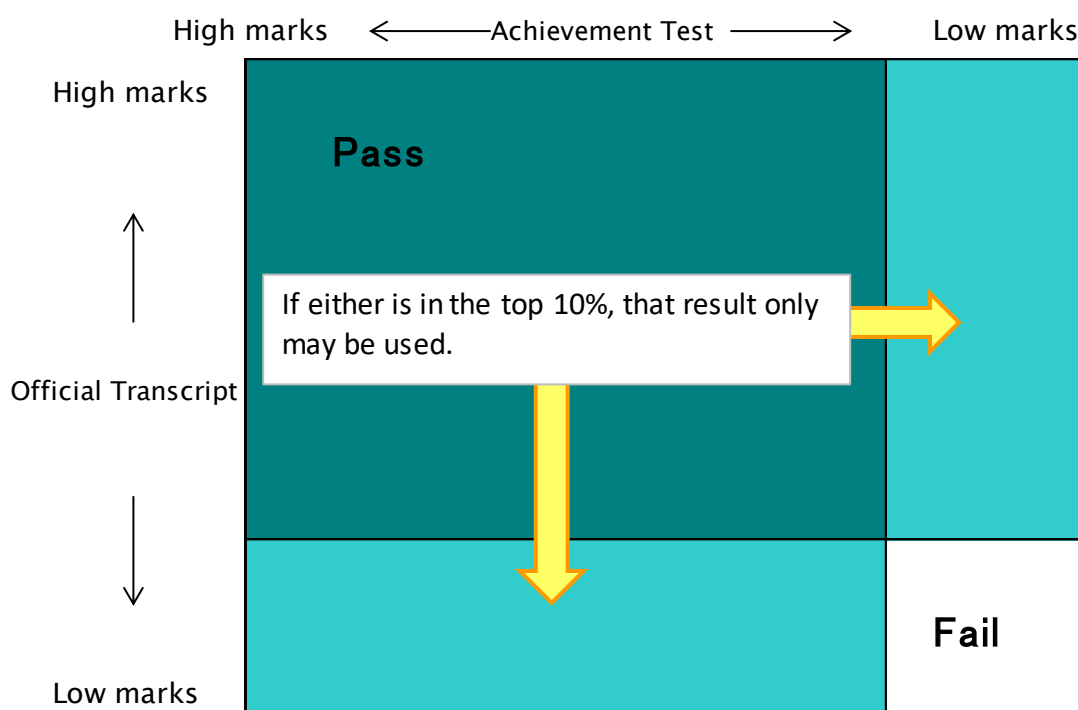 High marks Achievement Test Low marks
High marks
Pass
If either is in the top 10%, that result only
may be used.
Official Transcript
Fail
Low marks